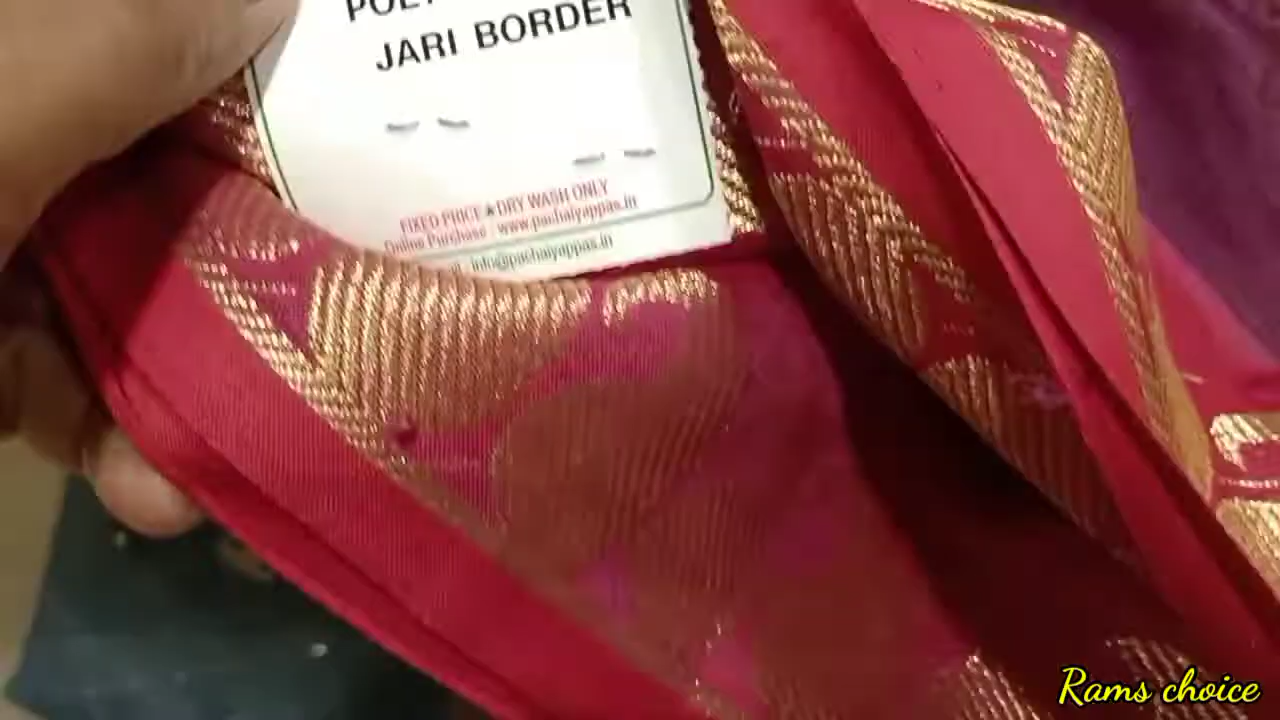 JARI BORDER
FIXED PRICE ★ DRY WASH ONLY
Online Purchase : www.pachaiyappas.in
info@pachaiyappas.in
Rams choice